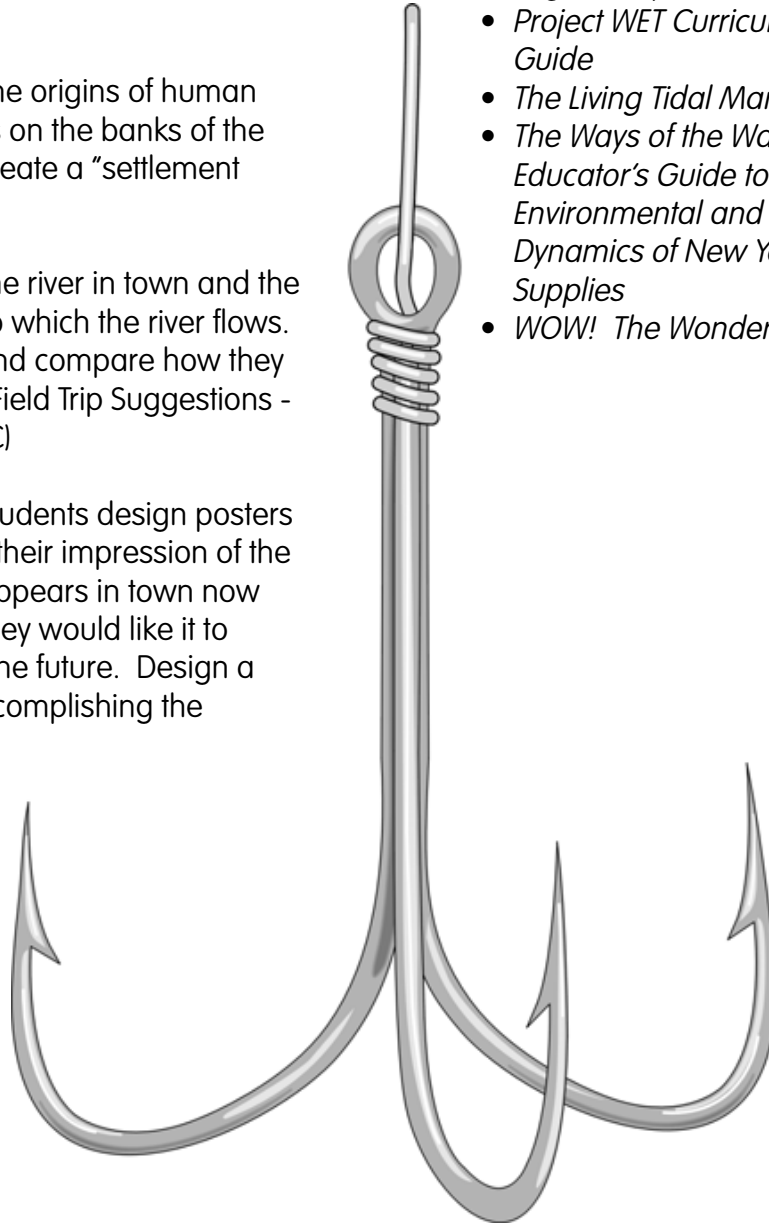 he origins of human
on the banks of the
eate a "settlement
he river in town and the
which the river flows.
nd compare how they
Field Trip Suggestions -
C)
udents design posters
their impression of the
ppears in town now
ey would like it to
he future. Design a
complishing the
• Project WET Curricu
Guide
• The Living Tidal Mar
• The Ways of the Wa
Educator's Guide to
Environmental and
Dynamics of New Yo
Supplies
• WOW! The Wonder